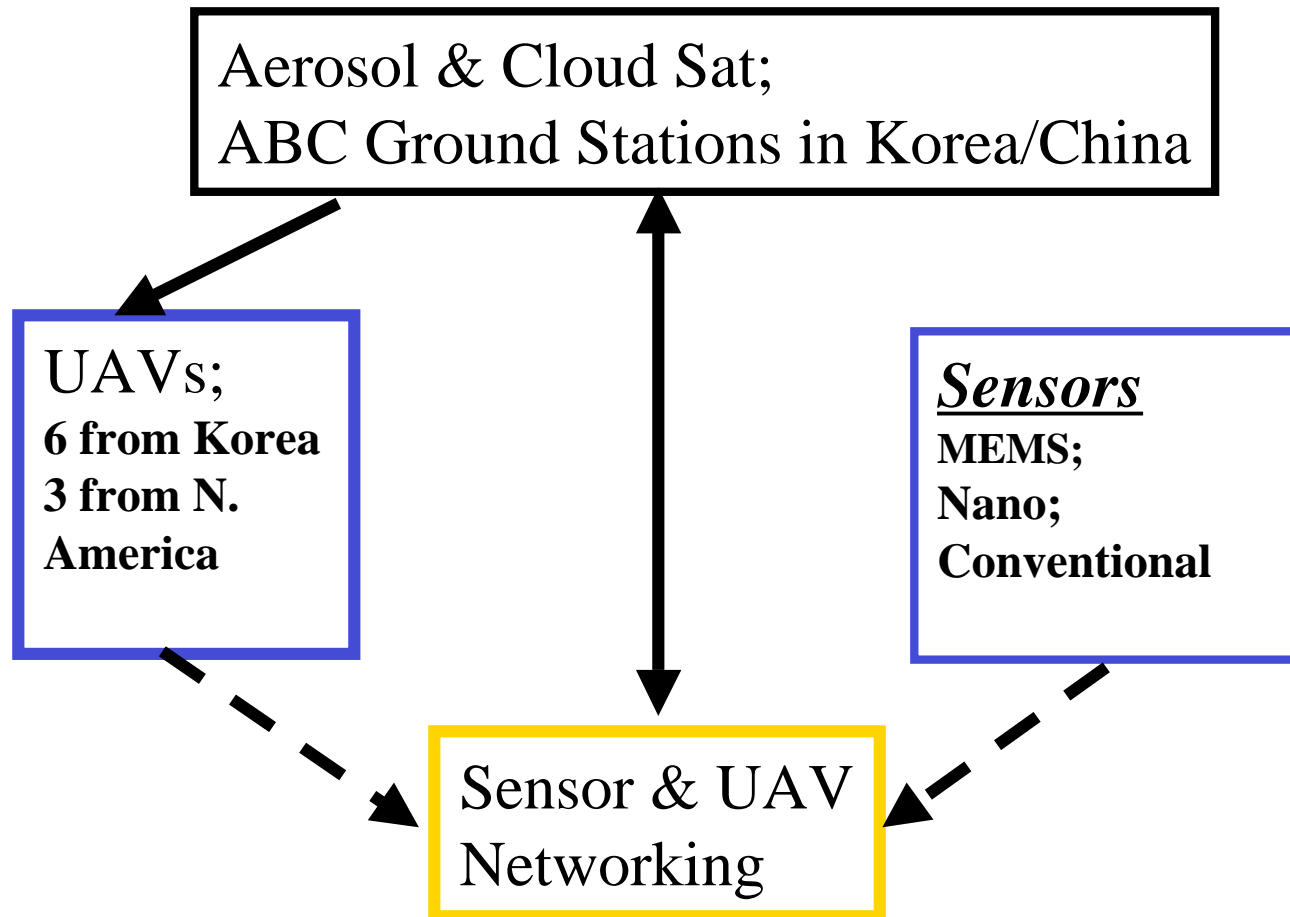 Aerosol & Cloud Sat;
ABC Ground Stations in Korea/China
UAVs;
6 from Korea
3 from N.
America
Sensors
MEMS;
Nano;
Conventional
Sensor & UAV
Networking